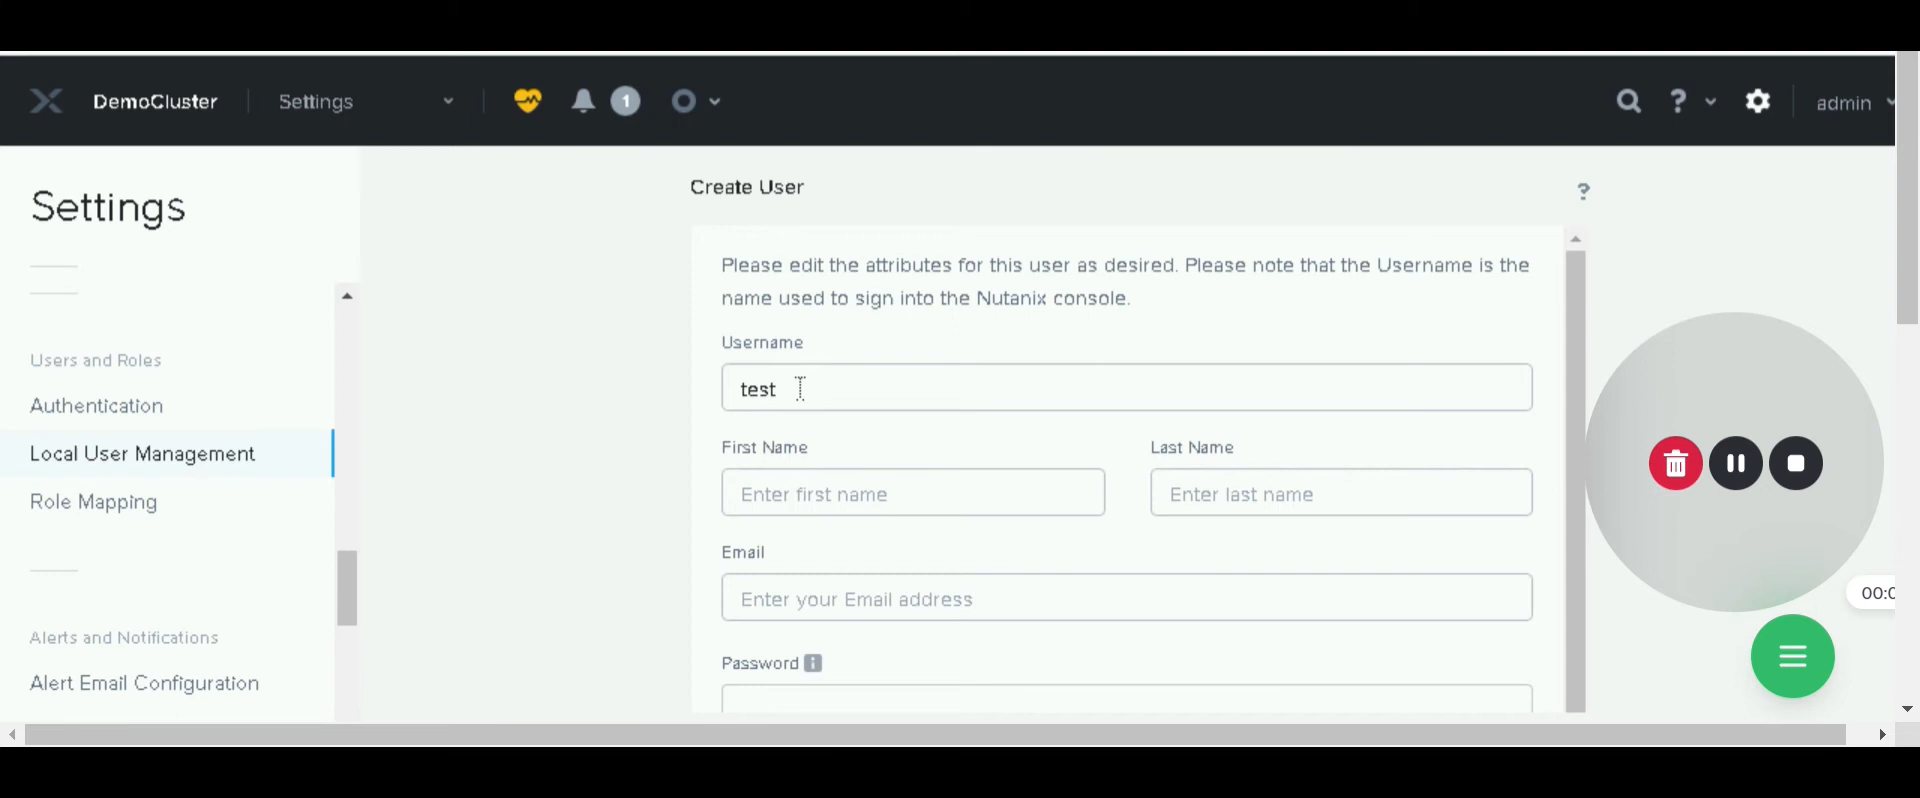 DemoCluster
Settings
1
?
admin
Settings
Create User
?
Please edit the attributes for this user as desired. Please note that the Username is the
name used to sign into the Nutanix console.
Users and Roles
Username
Authentication
test
Local User Management
First Name
Last Name
Role Mapping
Enter first name
Enter last name
Email
Enter your Email address
00:0
Alerts and Notifications
Password i
Alert Email Configuration